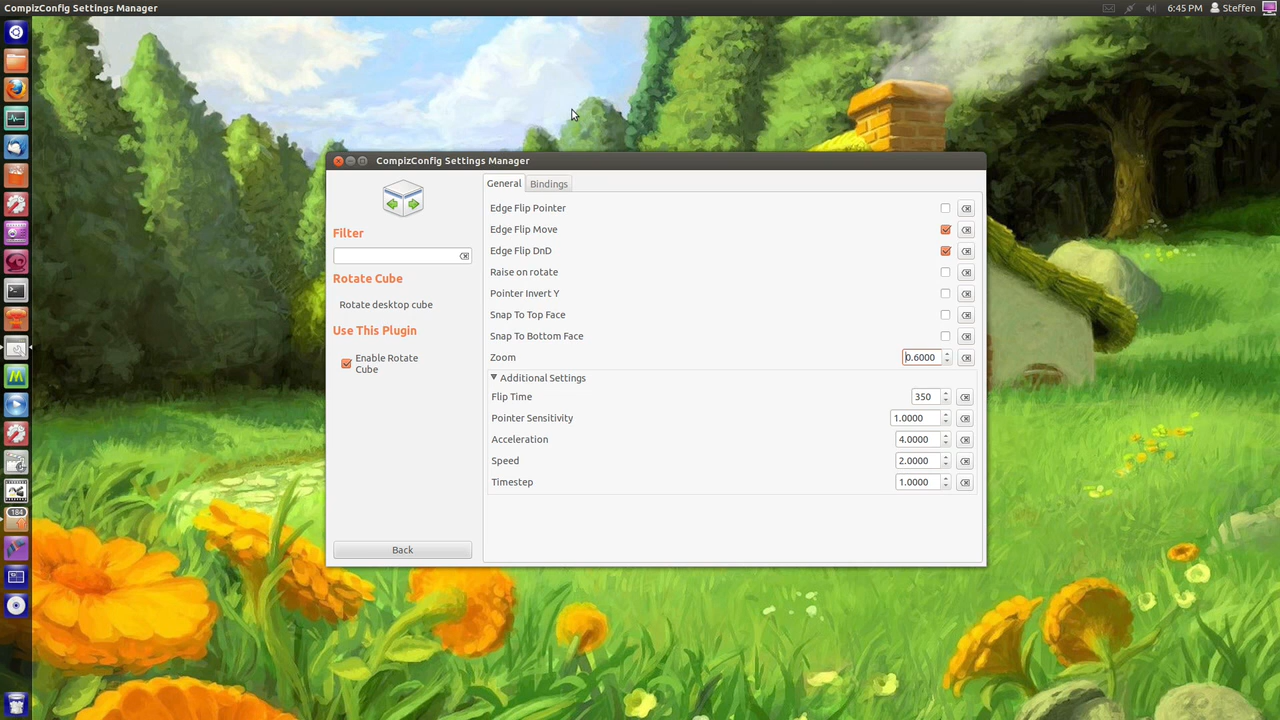 CompizConfig Settings Manager
6:45 PM Steffen
CompizConfig Settings Manager
Filter
Rotate Cube
Rotate desktop cube
Use This Plugin
Enable Rotate
Cube
Back
General Bindings
Edge Flip Pointer
Edge Flip Move
Edge Flip DnD
Raise on rotate
Pointer Invert Y
Snap To Top Face
Snap To Bottom Face
Zoom 0.6000
Additional Settings
Flip Time 350
Pointer Sensitivity 1.0000
Acceleration 4.0000
Speed 2.0000
Timestep 1.0000
184